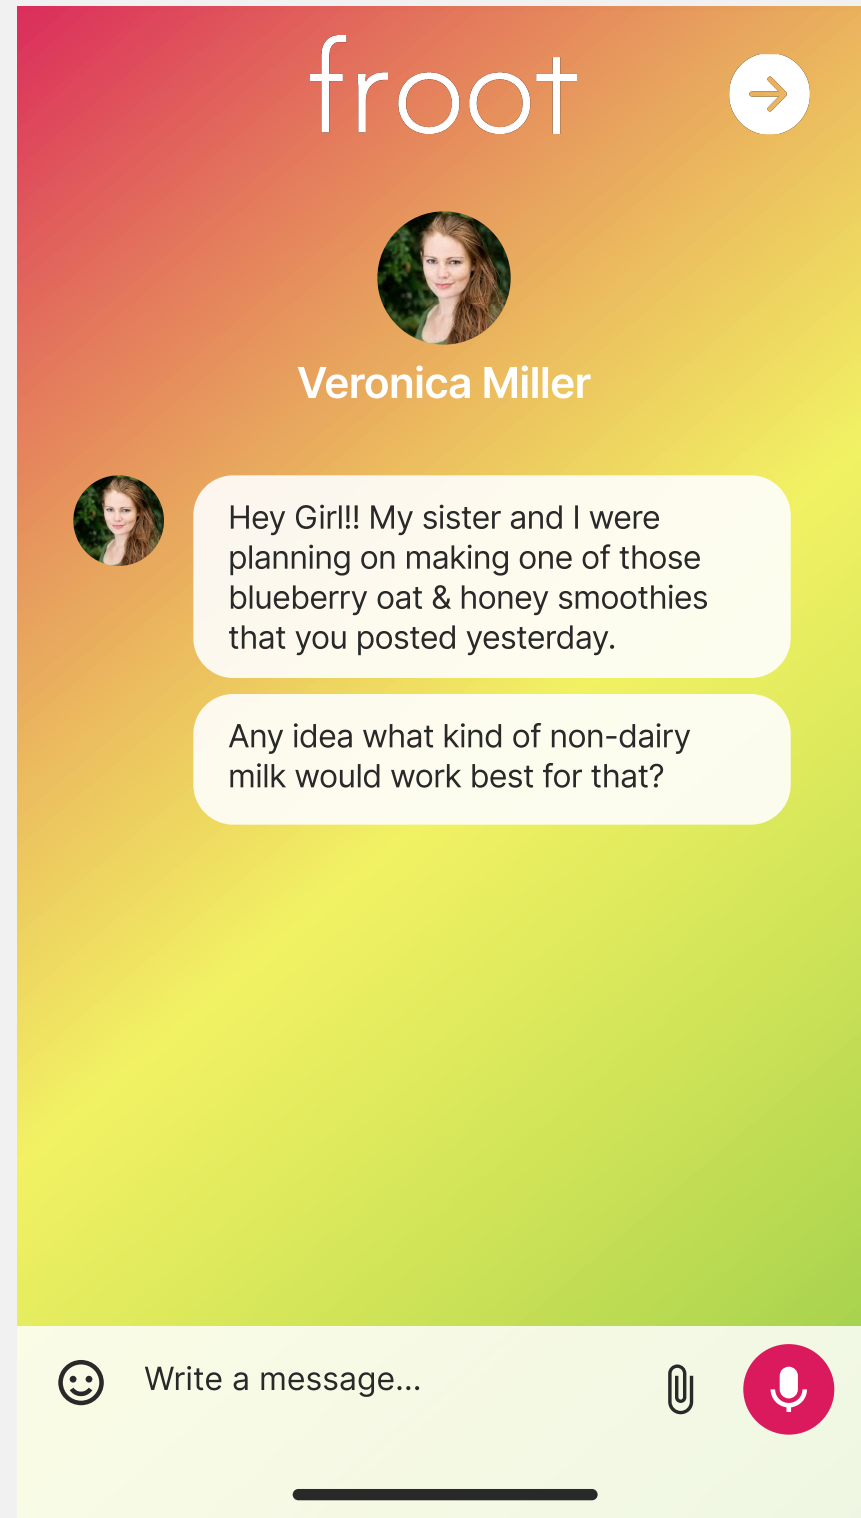 froot
Veronica Miller
Hey Girl!! My sister and I were
planning on making one of those
blueberry oat & honey smoothies
that you posted yesterday.
Any idea what kind of non-dairy
milk would work best for that?
Write a message...